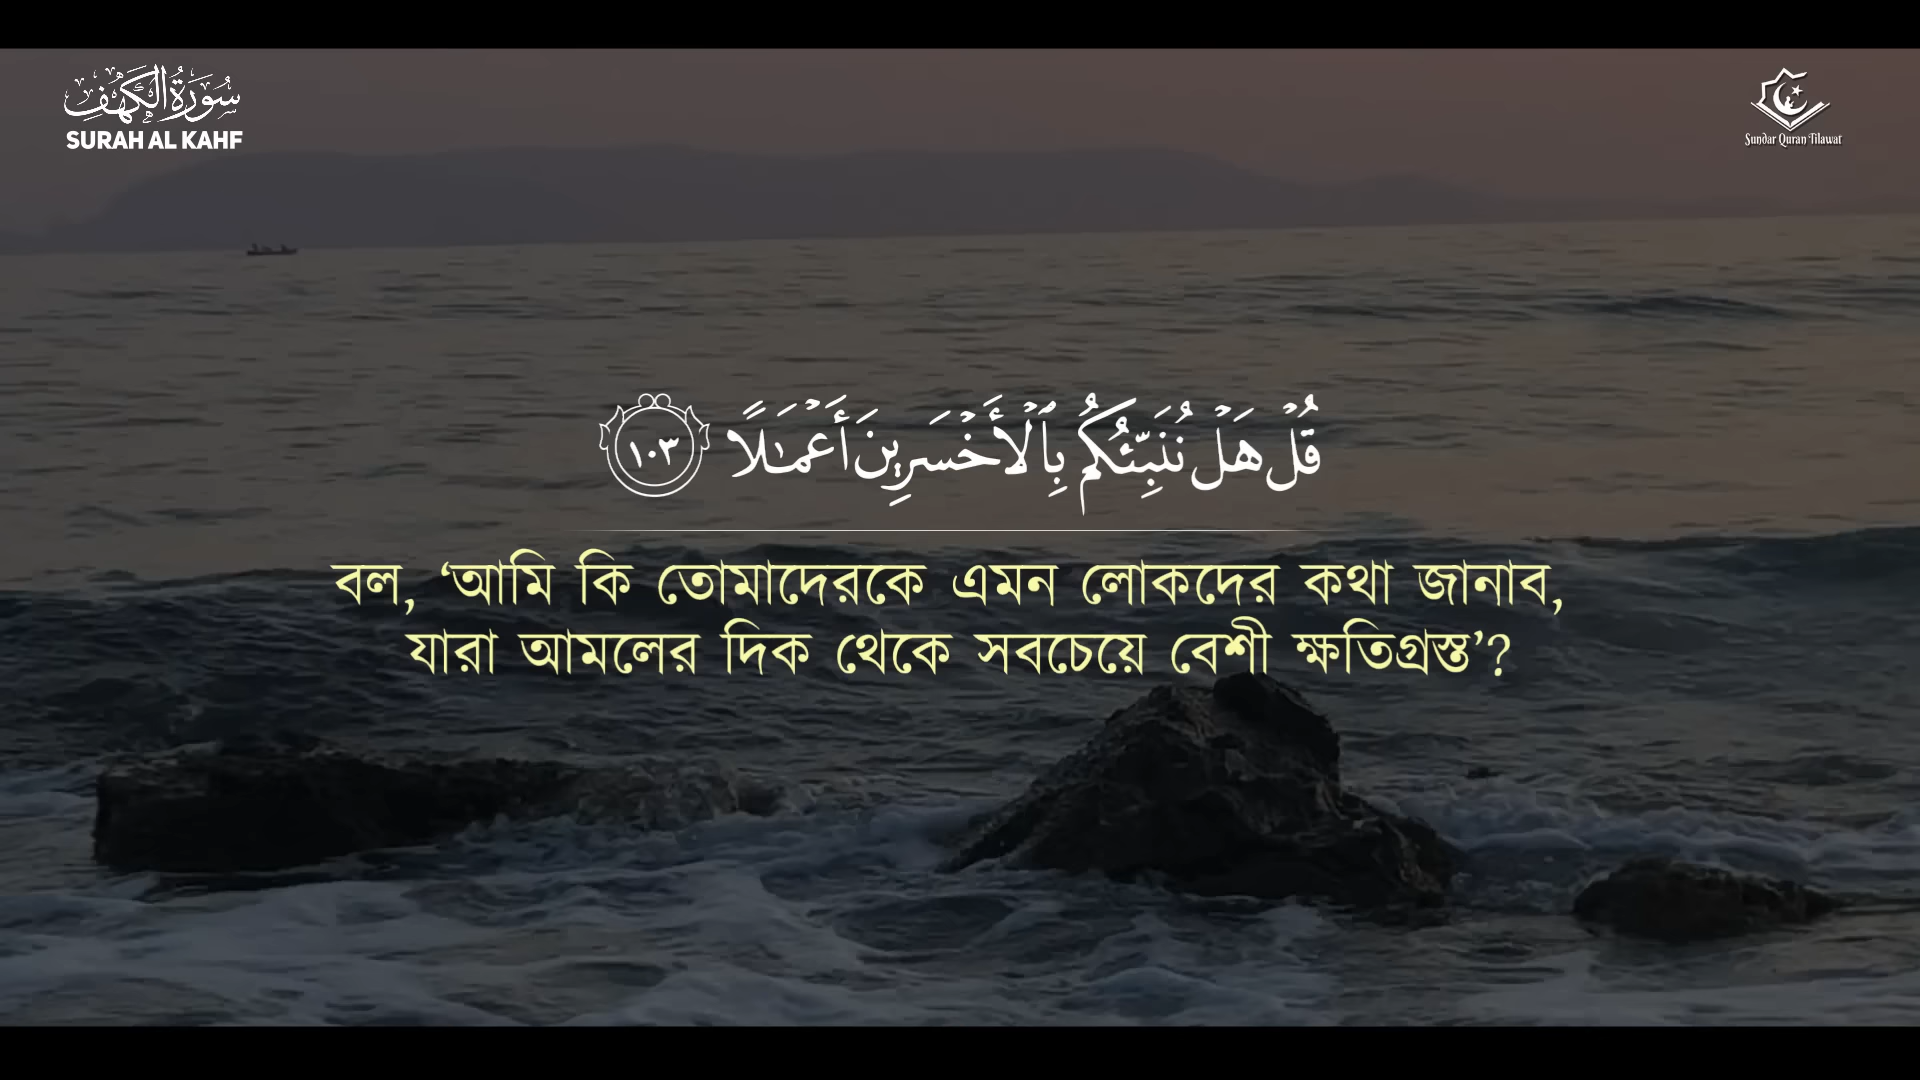 سُورَةُ الكَهْفِ
SURAH AL KAHF
Sundar Quran Tilawat
قُلۡ هَلۡ نُنَبِّئُكُم بِٱلۡأَخۡسَرِينَ أَعۡمَٰلًا ١٠٣
বল, ‘আমি কি তোমাদেরকে এমন লোকদের কথা জানাব,
যারা আমলের দিক থেকে সবচেয়ে বেশী ক্ষতিগ্রস্ত’?